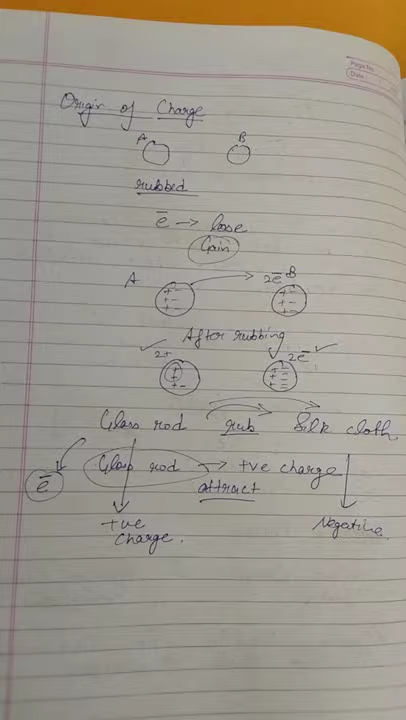 Page No.
Date
Origin of Charge
A B
rubbed
e̅ → lose
Gain
A 2e̅ B
+ - + - + - + - + - + -
After rubbing
2+ 2e̅
Glass rod rub Silk cloth
e̅ Glass rod → +ve charge
attract
+ve Negative
charge.